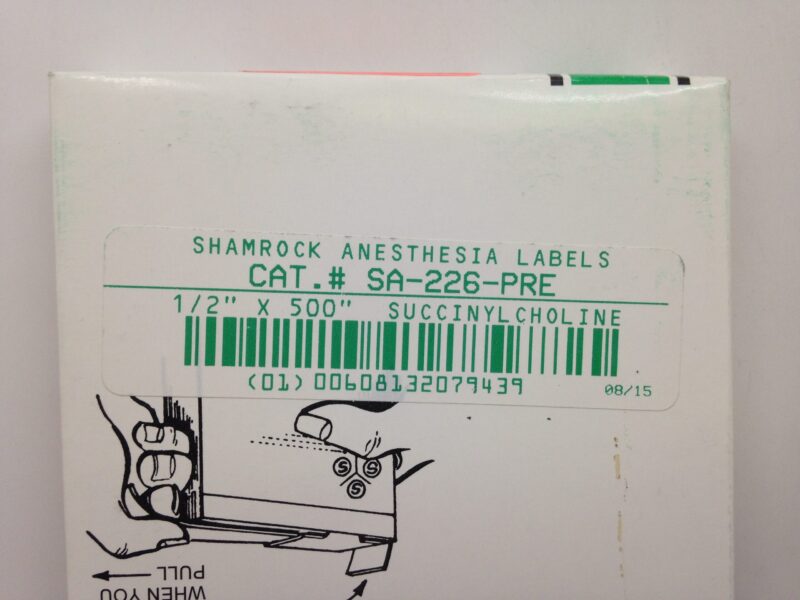 SHAMROCK ANESTHESIA LABELS
CAT.# SA-226-PRE
1/2" X 500" SUCCINYLCHOLINE
(01) 00608132079439
08/15
S S
S
PULL
WHEN YOU